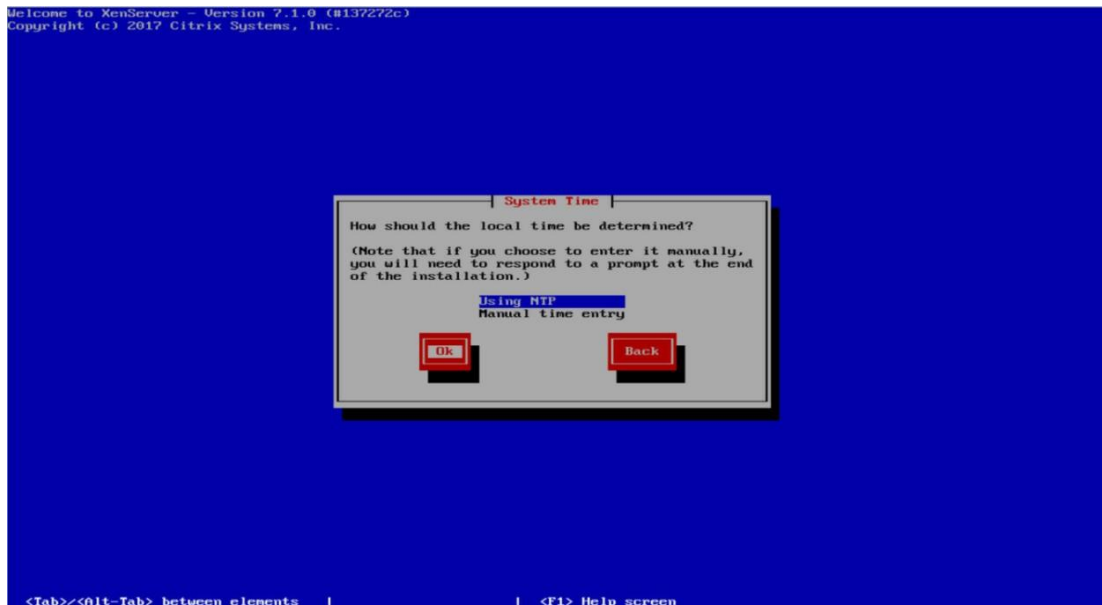 Welcome to XenServer - Version 7.1.0 (#137272c)
Copyright (c) 2017 Citrix Systems, Inc.
System Time
How should the local time be determined?
(Note that if you choose to enter it manually,
you will need to respond to a prompt at the end
of the installation.)
Using NTP
Manual time entry
Ok Back
<Tab>/<Alt-Tab> between elements | | <F1> Help screen